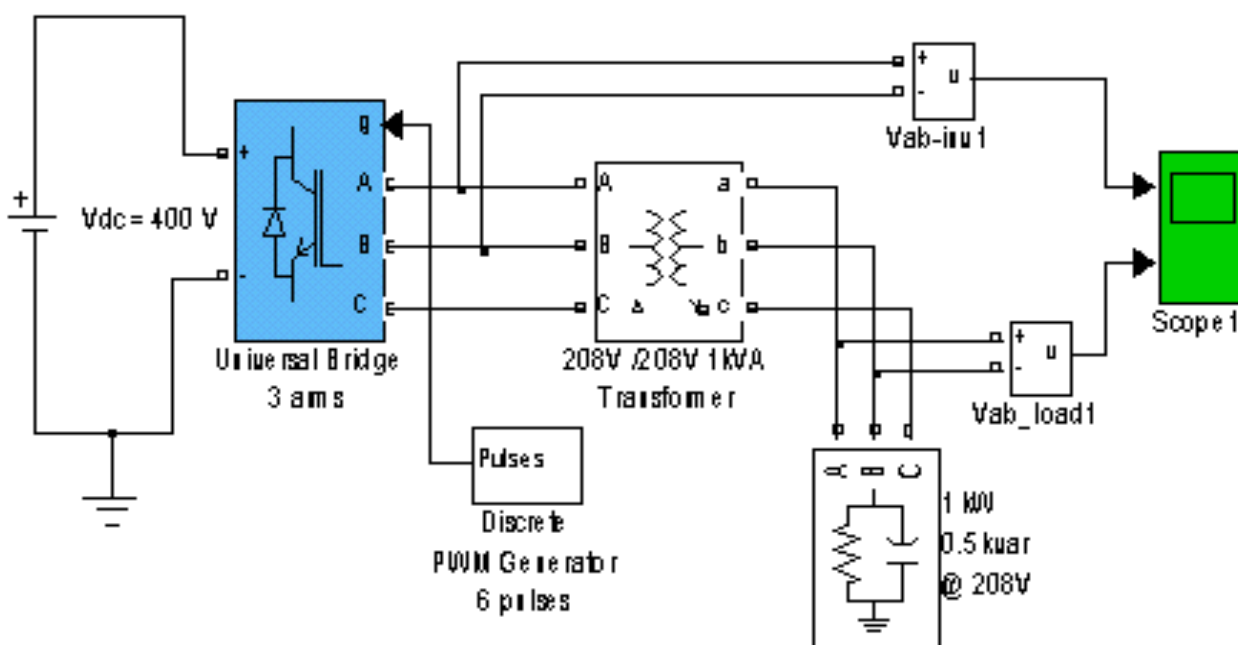 +
Vdc = 400 V
+
-
g
A
B
C
Universal Bridge
3 arms
Pulses
Discrete
PWM Generator
6 pulses
A
B
C
a
b
c
208V /208V 1kVA
Transformer
+
-
u
Vab-inv1
+
-
u
Vab_load1
Scope1
A
B
C
1 kW
0.5 kvar
@ 208V